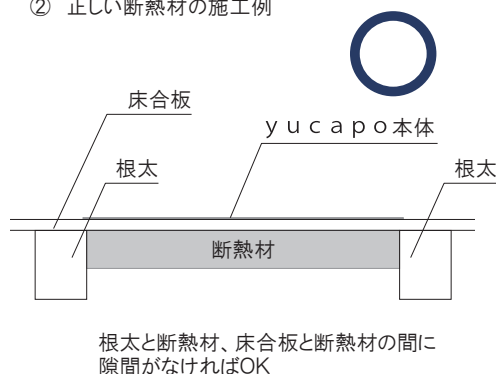 ② 正しい断熱材の施工例
床合板
yucapo本体
根太
根太
断熱材
根太と断熱材、床合板と断熱材の間に
隙間がなければOK